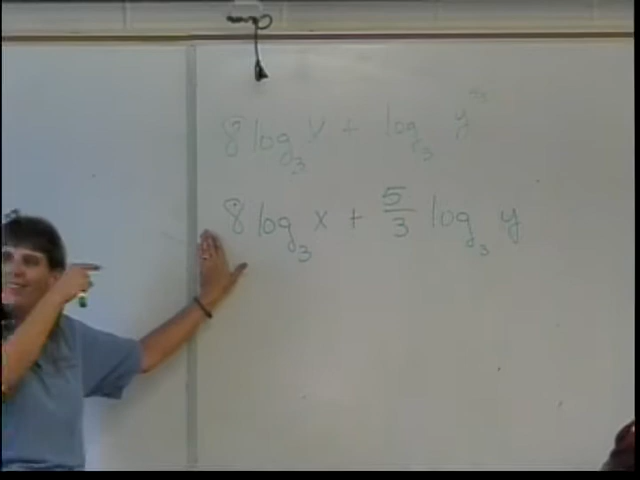 8 log₃ x + log₃ y
8 log₃ x + 5/3 log₃ y